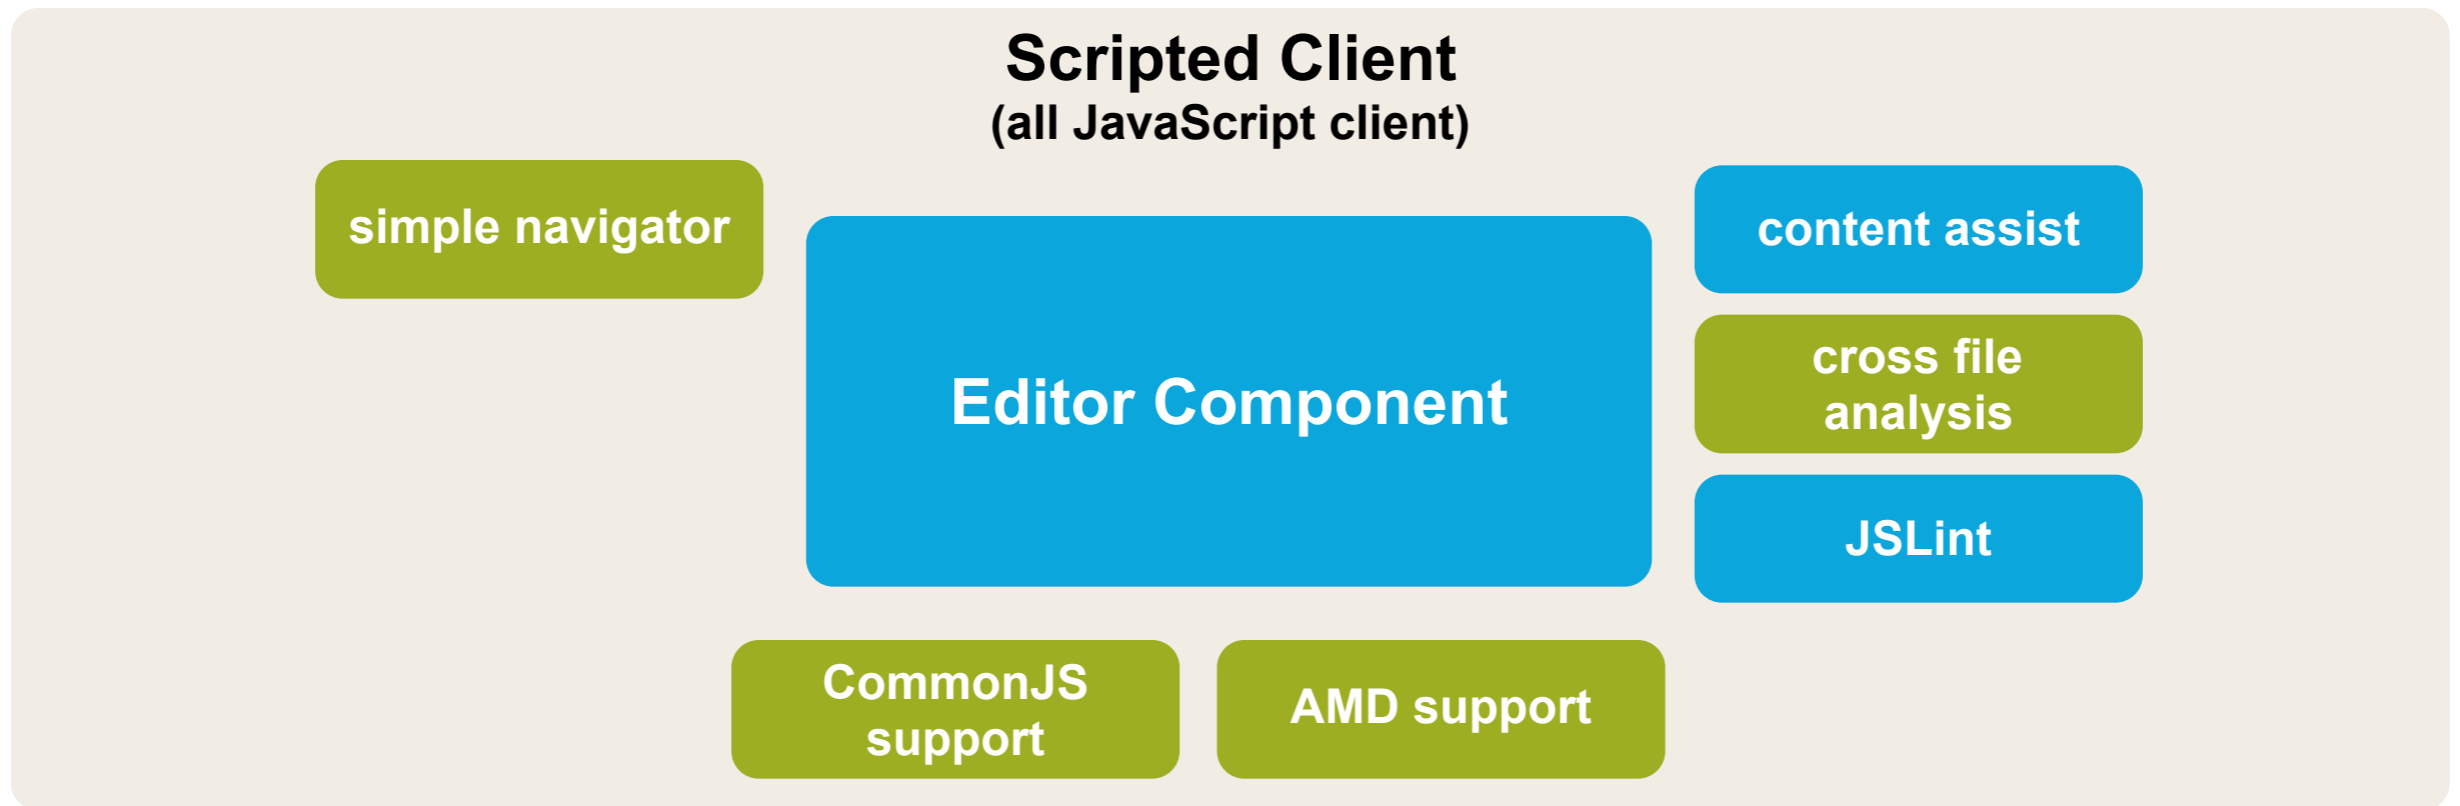 Scripted Client
(all JavaScript client)
simple navigator
content assist
Editor Component
cross file
analysis
JSLint
CommonJS
support
AMD support